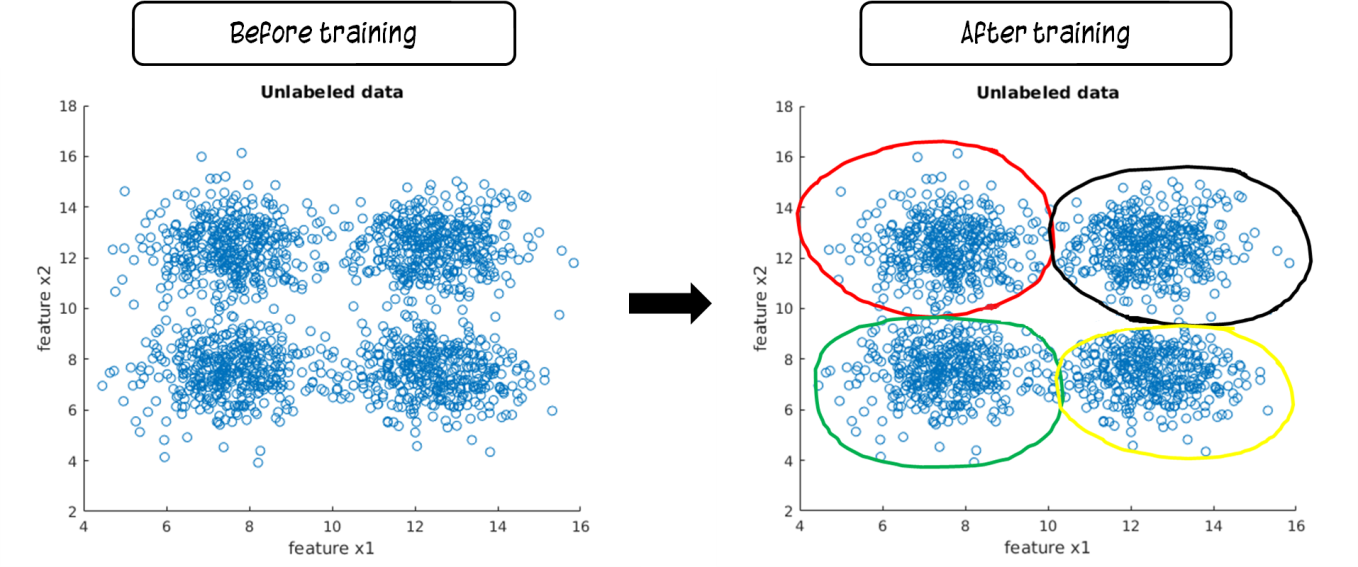 Before training
After training
Unlabeled data
18
16
14
12
10
8
6
4
2
feature x2
4 6 8 10 12 14 16
feature x1
Unlabeled data
18
16
14
12
10
8
6
4
2
feature x2
4 6 8 10 12 14 16
feature x1